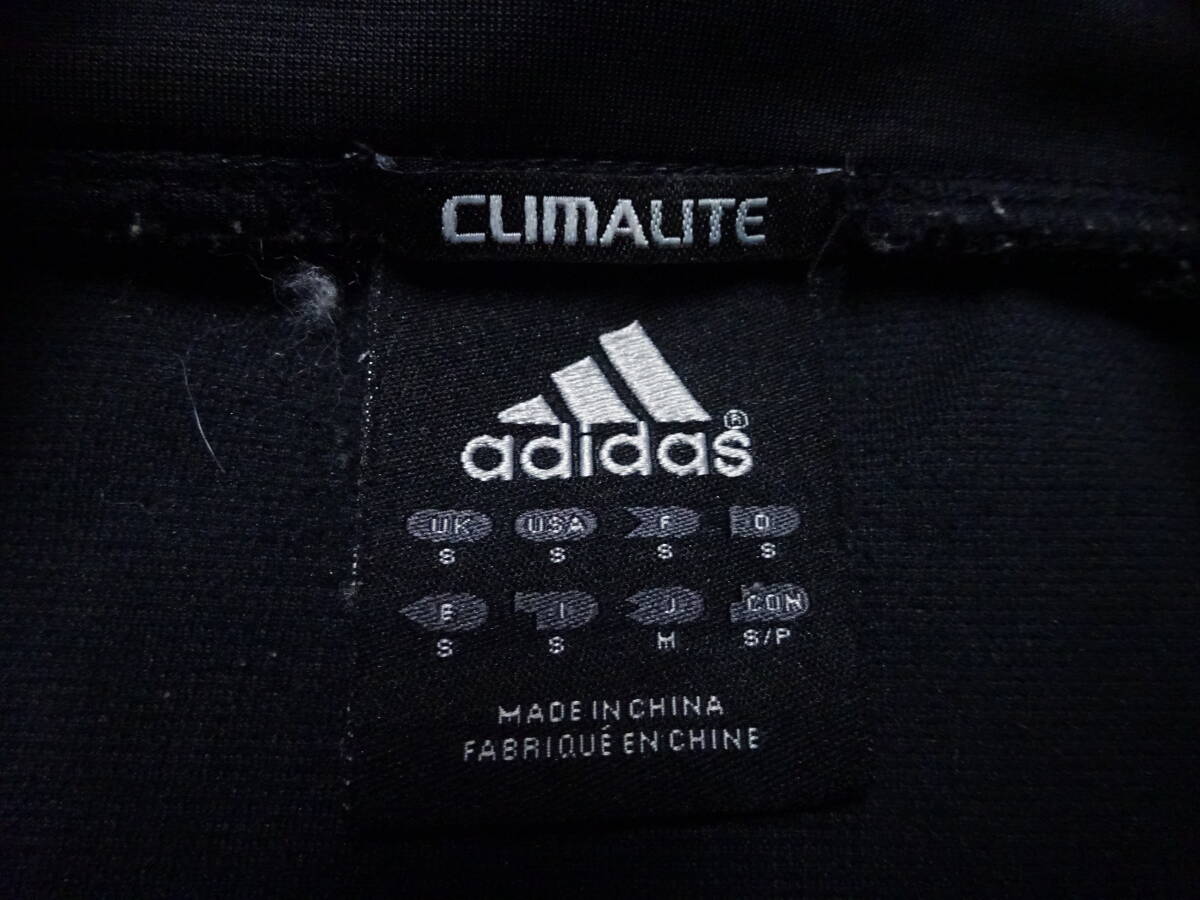 CLIMALITE
adidas®
UK USA F D
S S S S
E I J CON
S S M S/P
MADE IN CHINA
FABRIQUÉ EN CHINE